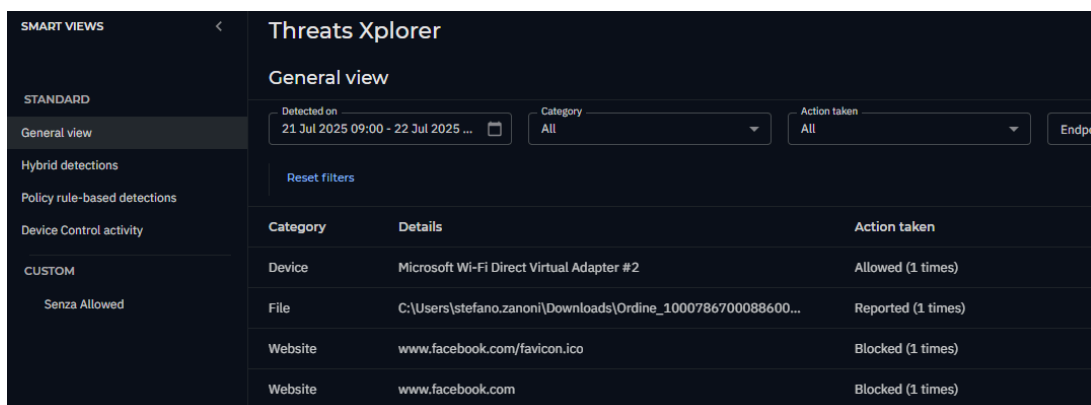 SMART VIEWS
STANDARD
General view
Hybrid detections
Policy rule-based detections
Device Control activity
CUSTOM
Senza Allowed
Threats Xplorer
General view
Detected on
21 Jul 2025 09:00 - 22 Jul 2025 ...
Category
All
Action taken
All
Endpo
Reset filters
Category Details Action taken
Device Microsoft Wi-Fi Direct Virtual Adapter #2 Allowed (1 times)
File C:\Users\stefano.zanoni\Downloads\Ordine_1000786700088600... Reported (1 times)
Website www.facebook.com/favicon.ico Blocked (1 times)
Website www.facebook.com Blocked (1 times)